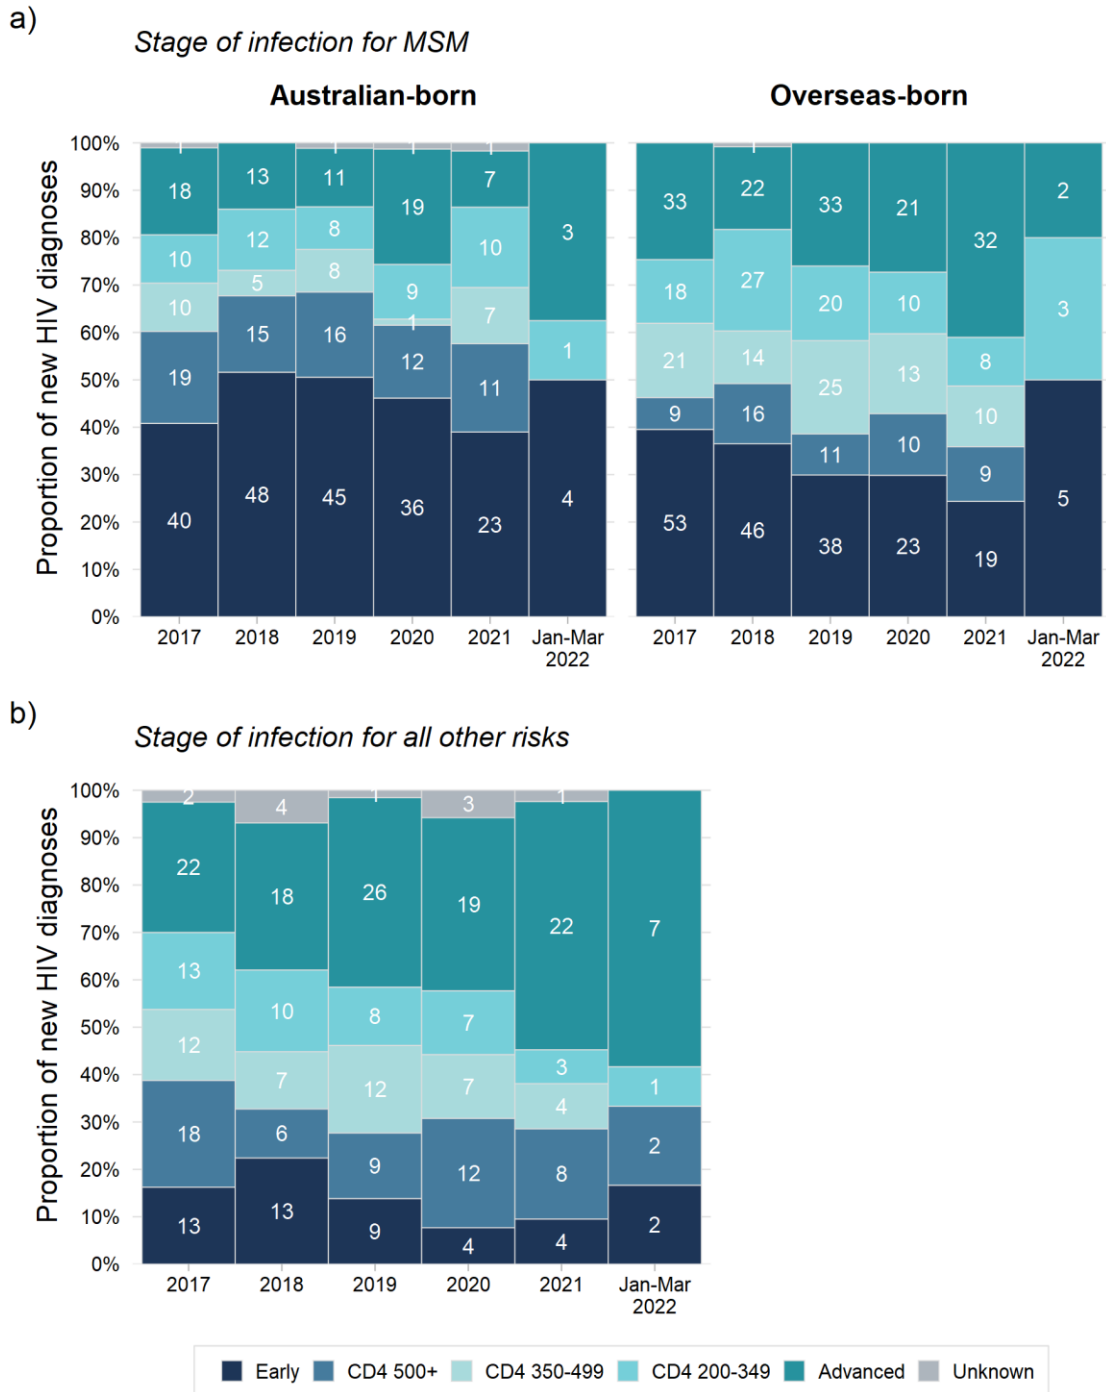 a)
Stage of infection for MSM
Australian-born
Overseas-born
Proportion of new HIV diagnoses
100%
90%
80%
70%
60%
50%
40%
30%
20%
10%
0%
1 1 1 1
18 13 11 19 7 3
10 12 8 9 10 1
10 5 8 1 7
19 15 16 12 11
40 48 45 36 23 4
2017 2018 2019 2020 2021 Jan-Mar
2022
1
33 22 33 21 32 2
18 27 20 10 8 3
21 14 25 13 10
9 16 11 10 9
53 46 38 23 19 5
2017 2018 2019 2020 2021 Jan-Mar
2022
b)
Stage of infection for all other risks
Proportion of new HIV diagnoses
100%
90%
80%
70%
60%
50%
40%
30%
20%
10%
0%
2 4 1 3 1
22 18 26 19 22 7
13 10 8 7 3 1
12 7 12 7 4
18 6 9 12 8 2
13 13 9 4 4 2
2017 2018 2019 2020 2021 Jan-Mar
2022
Early CD4 500+ CD4 350-499 CD4 200-349 Advanced Unknown